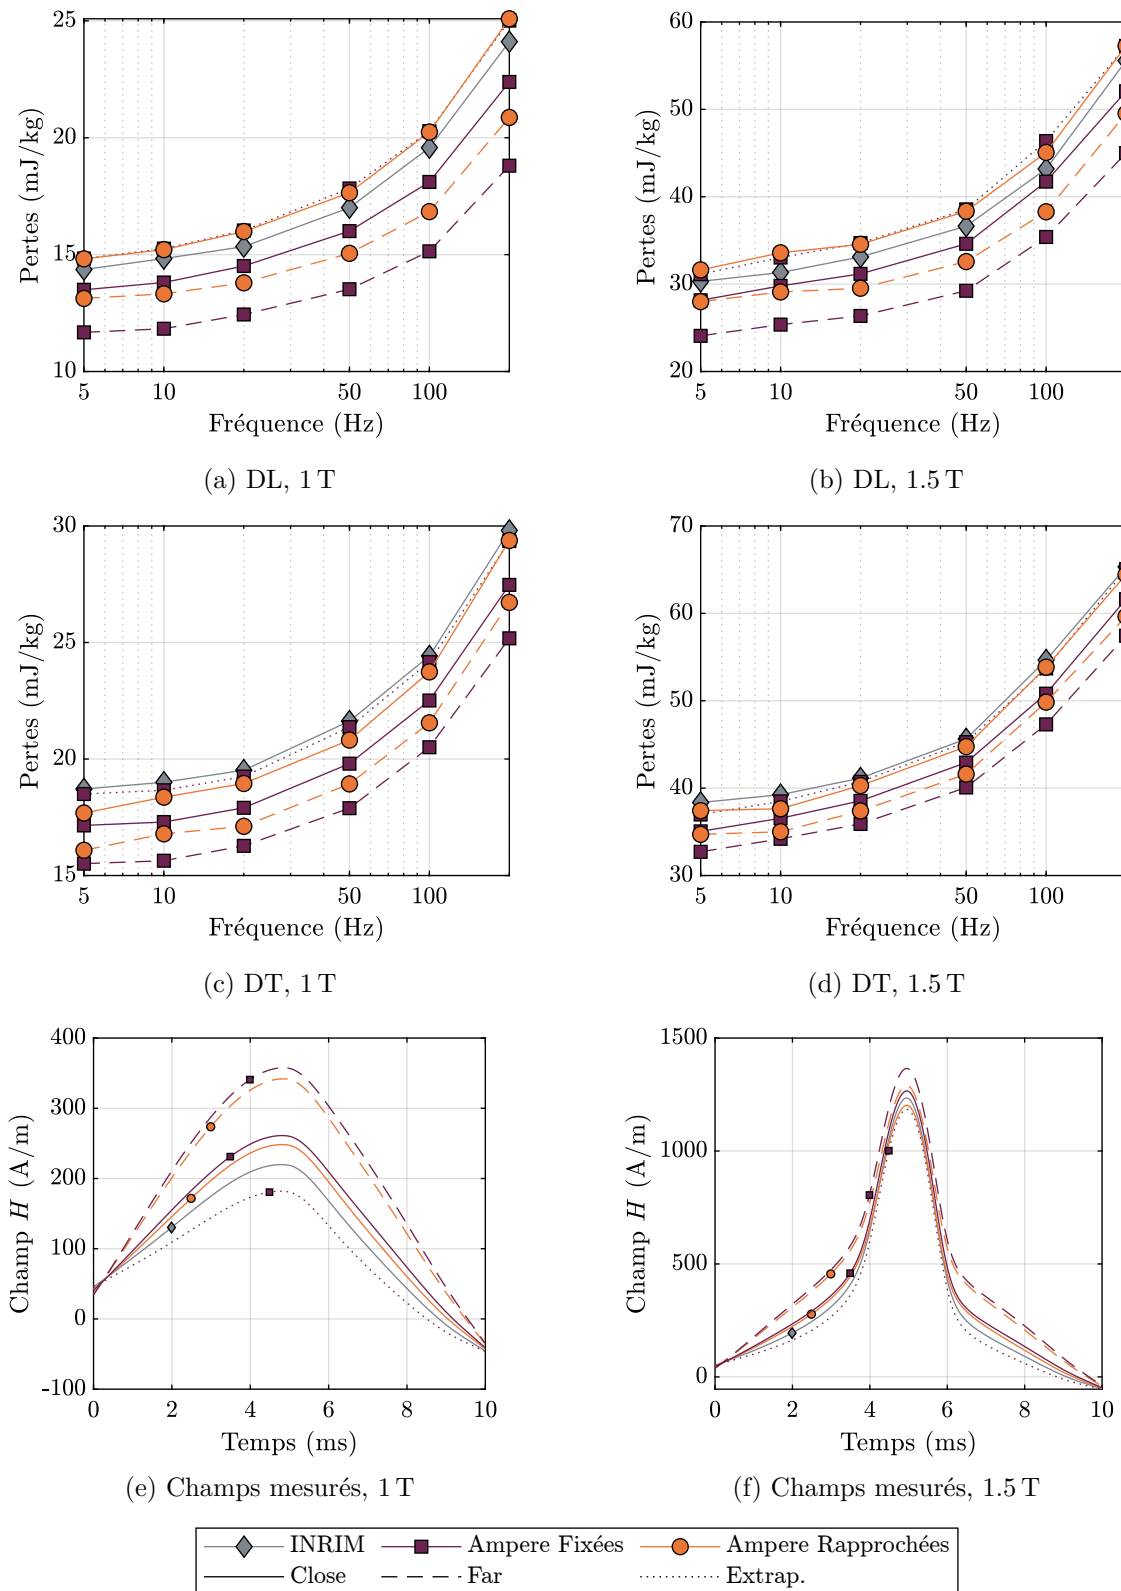 25
20
15
10
5
10
50
100
Pertes (mJ/kg)
Fréquence (Hz)
(a) DL, 1 T
60
50
40
30
20
5
10
50
100
Pertes (mJ/kg)
Fréquence (Hz)
(b) DL, 1.5 T
30
25
20
15
5
10
50
100
Pertes (mJ/kg)
Fréquence (Hz)
(c) DT, 1 T
70
60
50
40
30
5
10
50
100
Pertes (mJ/kg)
Fréquence (Hz)
(d) DT, 1.5 T
400
300
200
100
0
-100
0
2
4
6
8
10
Champ H (A/m)
Temps (ms)
(e) Champs mesurés, 1 T
1500
1000
500
0
0
2
4
6
8
10
Champ H (A/m)
Temps (ms)
(f) Champs mesurés, 1.5 T
INRIM Ampere Fixées Ampere Rapprochées
Close Far Extrap.